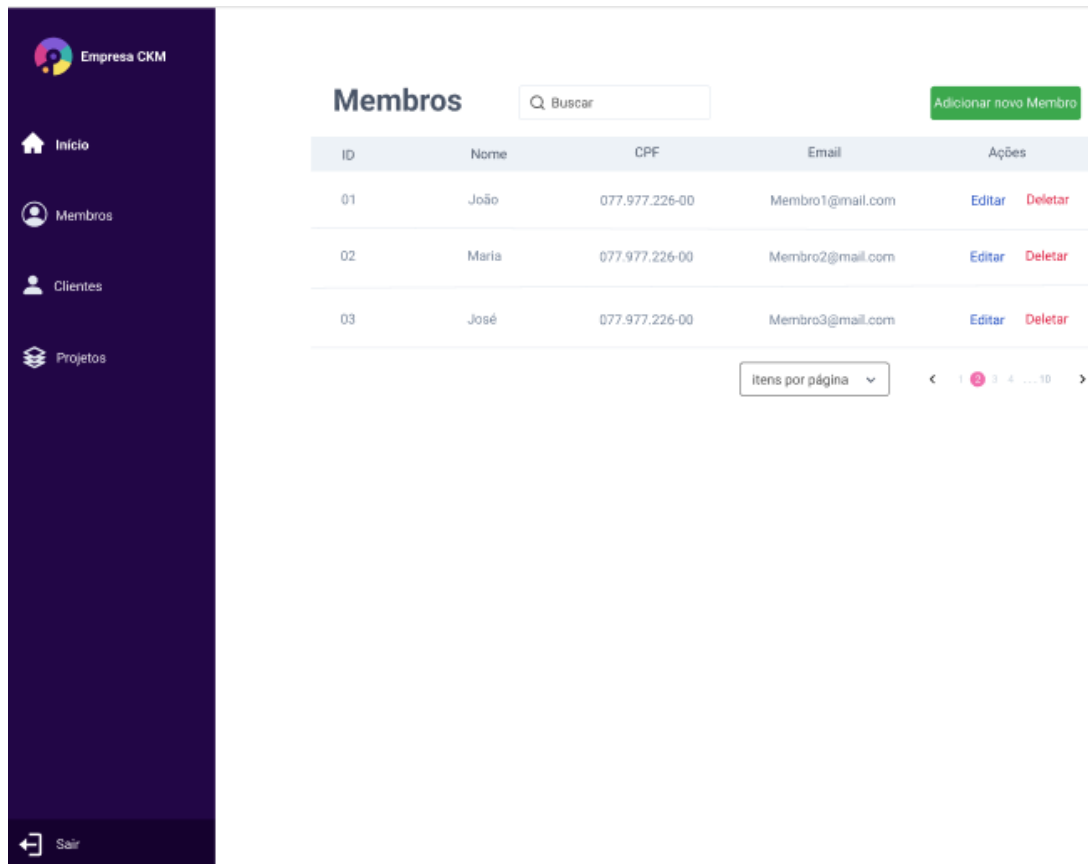 Empresa CKM
Início
Membros
Clientes
Projetos
Sair
Membros
Buscar
Adicionar novo Membro
ID Nome CPF Email Ações
01 João 077.977.226-00 Membro1@mail.com Editar Deletar
02 Maria 077.977.226-00 Membro2@mail.com Editar Deletar
03 José 077.977.226-00 Membro3@mail.com Editar Deletar
itens por página
1 2 3 4 ... 10